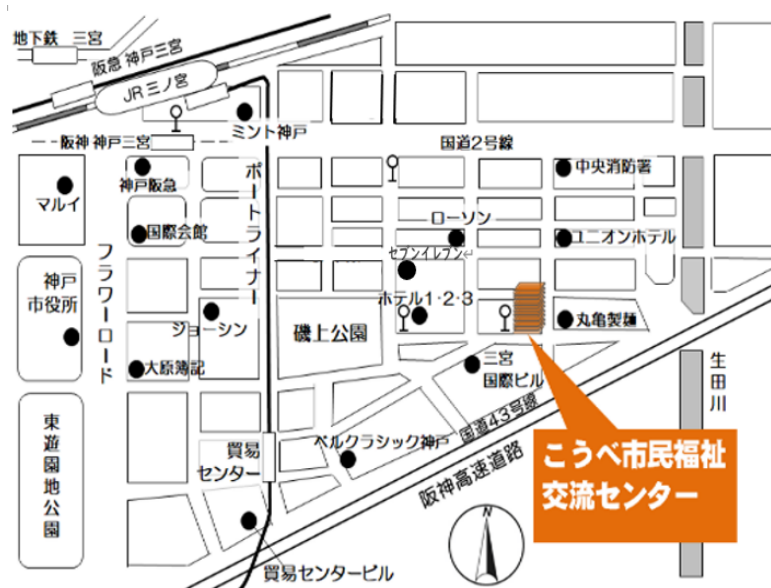 地下鉄 三宮
阪急 神戸三宮
JR 三ノ宮
ミント神戸
阪神 神戸三宮
国道2号線
神戸阪急
中央消防署
マルイ
ポートライナー
ローソン
国際会館
ユニオンホテル
フラワーロード
セブンイレブン
神戸
市役所
ホテル1・2・3
ジョーシン
磯上公園
丸亀製麺
大原簿記
三宮
国際ビル
生田川
国道43号線
東遊園地公園
貿易
センター
ベルクラシック神戸
阪神高速道路
こうべ市民福祉
交流センター
N
貿易センタービル